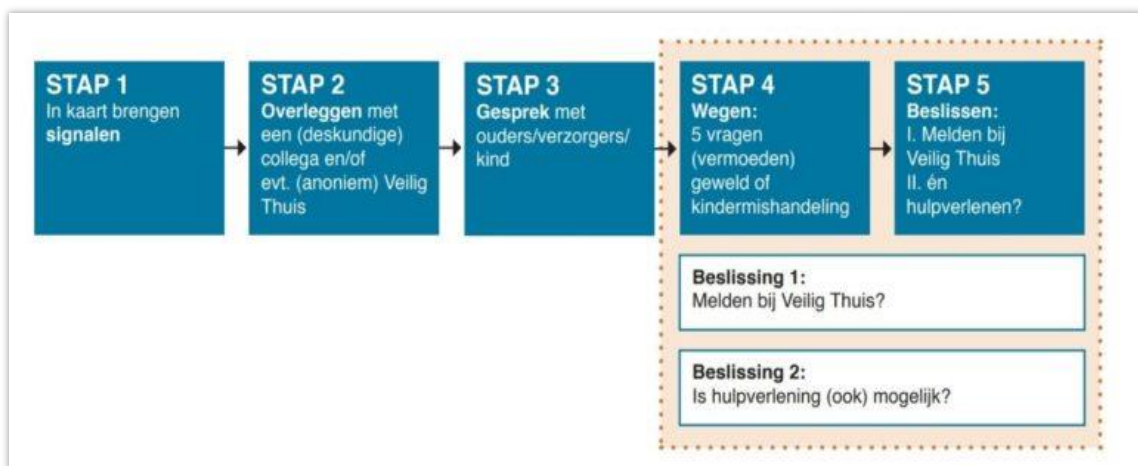 STAP 1
In kaart brengen
signalen
STAP 2
Overleggen met
een (deskundige)
collega en/of
evt. (anoniem) Veilig
Thuis
STAP 3
Gesprek met
ouders/verzorgers/
kind
STAP 4
Wegen:
5 vragen
(vermoeden)
geweld of
kindermishandeling
STAP 5
Beslissen:
I. Melden bij
Veilig Thuis
II. én
hulpverlenen?
Beslissing 1:
Melden bij Veilig Thuis?
Beslissing 2:
Is hulpverlening (ook) mogelijk?